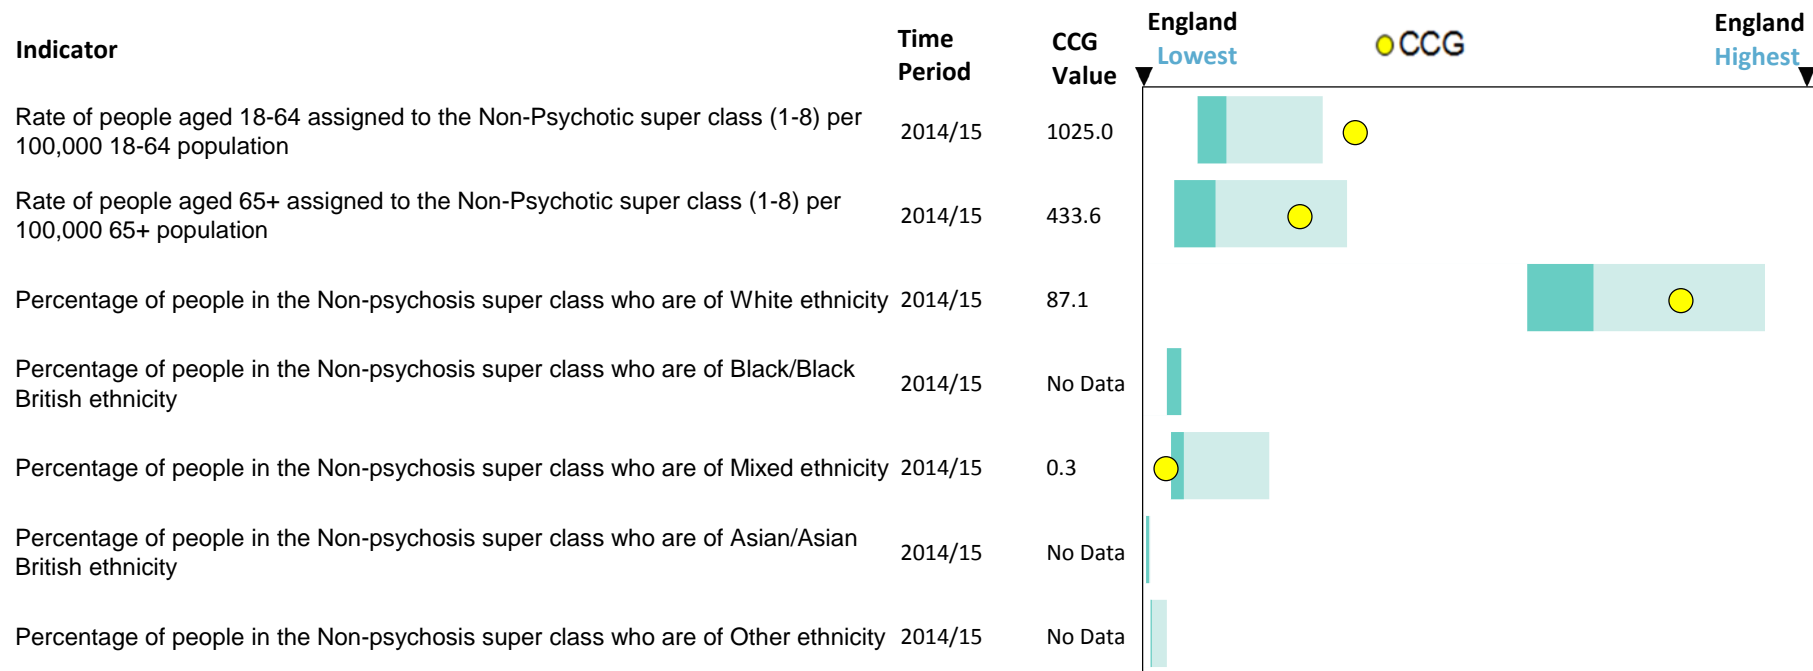 Indicator
Time
Period
CCG
Value
England
Lowest
CCG
England
Highest
Rate of people aged 18-64 assigned to the Non-Psychotic super class (1-8) per
100,000 18-64 population
2014/15
1025.0
Rate of people aged 65+ assigned to the Non-Psychotic super class (1-8) per
100,000 65+ population
2014/15
433.6
Percentage of people in the Non-psychosis super class who are of White ethnicity
2014/15
87.1
Percentage of people in the Non-psychosis super class who are of Black/Black
British ethnicity
2014/15
No Data
Percentage of people in the Non-psychosis super class who are of Mixed ethnicity
2014/15
0.3
Percentage of people in the Non-psychosis super class who are of Asian/Asian
British ethnicity
2014/15
No Data
Percentage of people in the Non-psychosis super class who are of Other ethnicity
2014/15
No Data